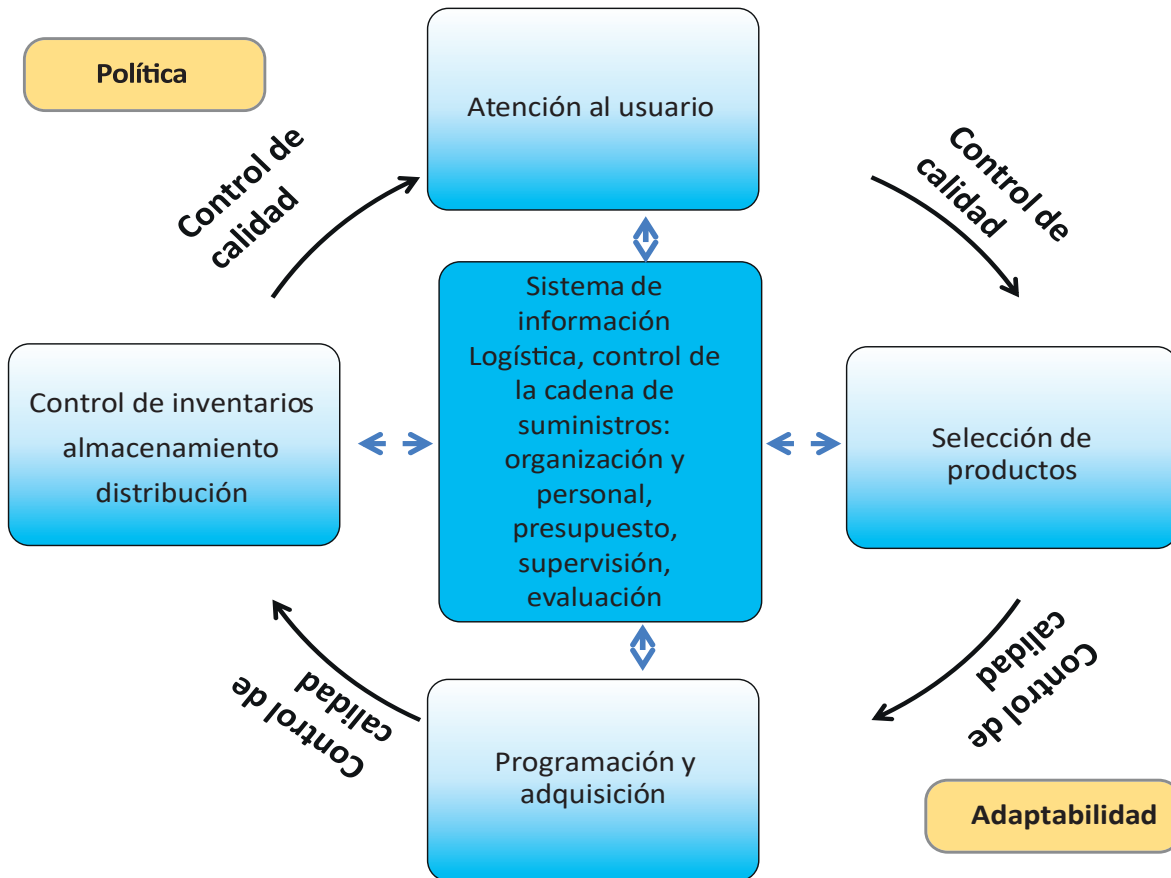 Política
Atención al usuario
Control de
calidad
Control de
calidad
Sistema de
información
Logística, control de
la cadena de
suministros:
organización y
personal,
presupuesto,
supervisión,
evaluación
Control de inventarios
almacenamiento
distribución
Selección de
productos
Control de
calidad
Control de
calidad
Programación y
adquisición
Adaptabilidad